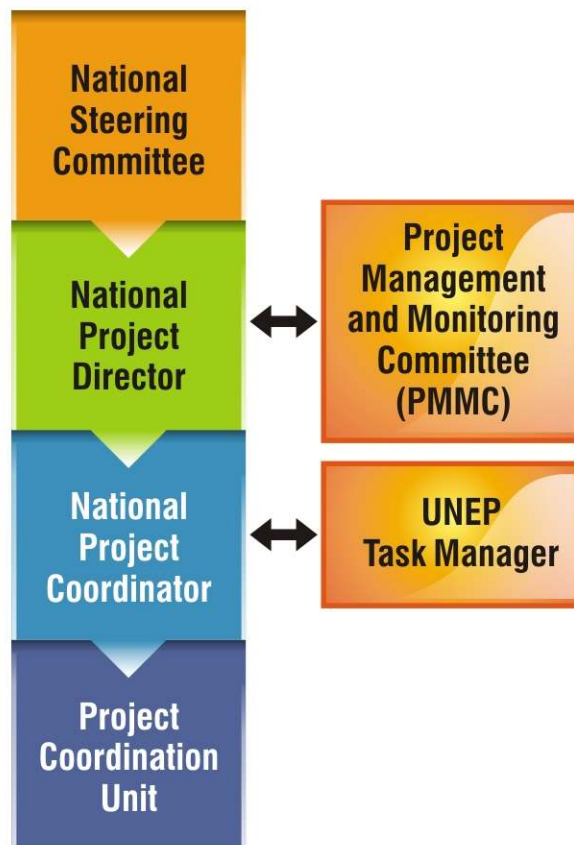 National
Steering
Committee
National
Project
Director
Project
Management
and Monitoring
Committee
(PMMC)
National
Project
Coordinator
UNEP
Task Manager
Project
Coordination
Unit